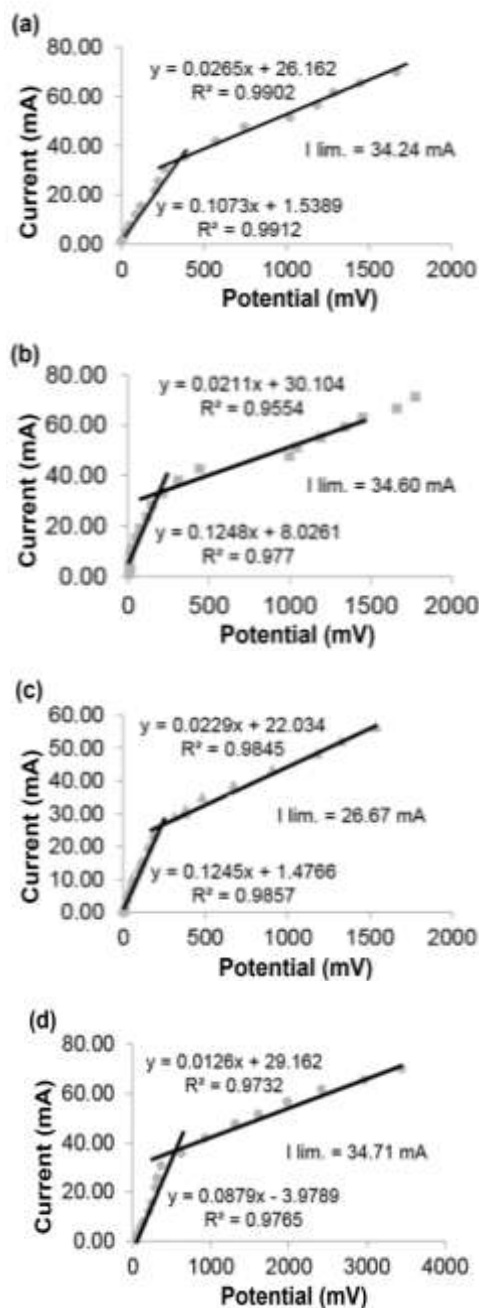 (a)
80.00
60.00
40.00
20.00
0.00
Current (mA)
y = 0.0265x + 26.162
R² = 0.9902
I lim. = 34.24 mA
y = 0.1073x + 1.5389
R² = 0.9912
0 500 1000 1500 2000
Potential (mV)
(b)
80.00
60.00
40.00
20.00
0.00
Current (mA)
y = 0.0211x + 30.104
R² = 0.9554
I lim. = 34.60 mA
y = 0.1248x + 8.0261
R² = 0.977
0 500 1000 1500 2000
Potential (mV)
(c)
60.00
50.00
40.00
30.00
20.00
10.00
0.00
Current (mA)
y = 0.0229x + 22.034
R² = 0.9845
I lim. = 26.67 mA
y = 0.1245x + 1.4766
R² = 0.9857
0 500 1000 1500 2000
Potential (mV)
(d)
80.00
60.00
40.00
20.00
0.00
Current (mA)
y = 0.0126x + 29.162
R² = 0.9732
I lim. = 34.71 mA
y = 0.0879x - 3.9789
R² = 0.9765
0 1000 2000 3000 4000
Potential (mV)